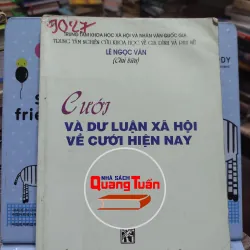 9027
TRUNG TÂM KHOA HỌC XÃ HỘI VÀ NHÂN VĂN QUỐC GIA
TRUNG TÂM NGHIÊN CỨU KHOA HỌC VỀ GIA ĐÌNH VÀ PHỤ NỮ
LÊ NGỌC VĂN
(Chủ biên)
Cưới
VÀ DƯ LUẬN XÃ HỘI
VỀ CƯỚI HIỆN NAY
NHÀ SÁCH
Quang Tuấn